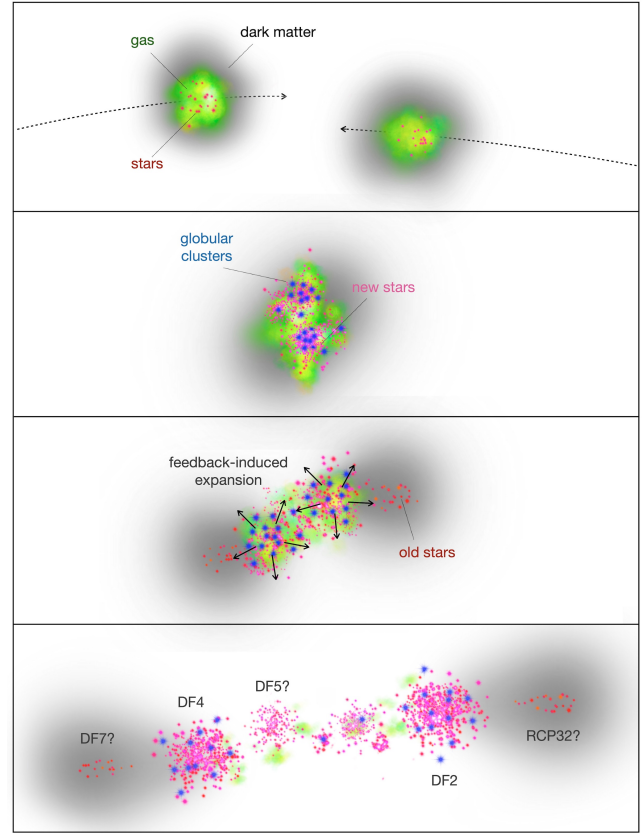 gas
dark matter
stars
globular
clusters
new stars
feedback-induced
expansion
old stars
DF5?
DF4
DF7?
RCP32?
DF2